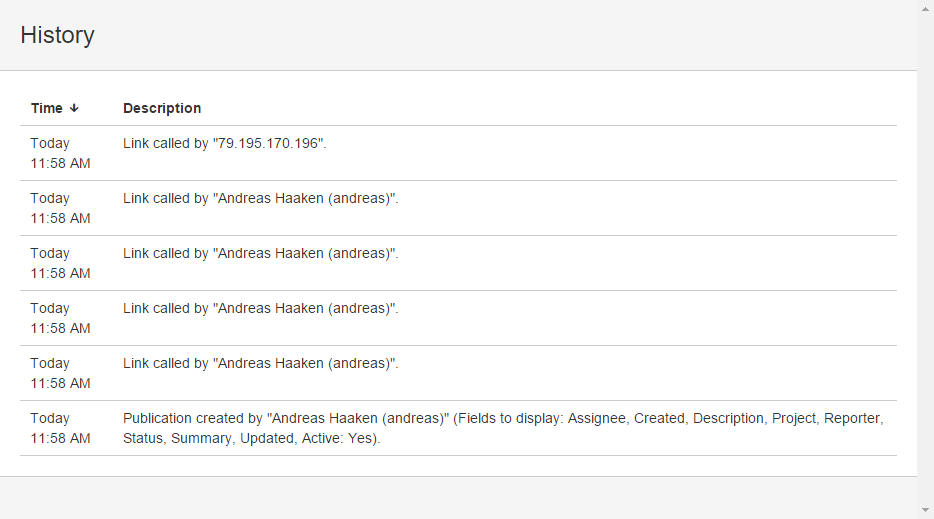 History
Time ↓ Description
Today Link called by "79.195.170.196".
11:58 AM
Today Link called by "Andreas Haaken (andreas)".
11:58 AM
Today Link called by "Andreas Haaken (andreas)".
11:58 AM
Today Link called by "Andreas Haaken (andreas)".
11:58 AM
Today Link called by "Andreas Haaken (andreas)".
11:58 AM
Today Publication created by "Andreas Haaken (andreas)" (Fields to display: Assignee, Created, Description, Project, Reporter,
11:58 AM Status, Summary, Updated, Active: Yes).